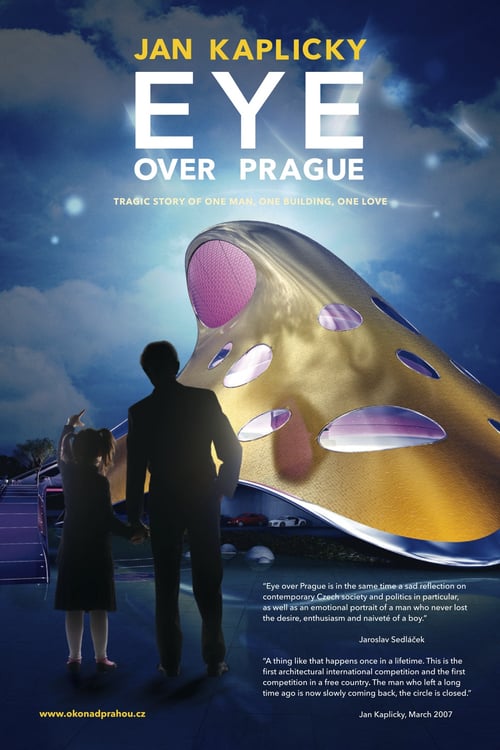 JAN KAPLICKY
EYE
OVER PRAGUE
TRAGIC STORY OF ONE MAN, ONE BUILDING, ONE LOVE
"Eye over Prague is in the same time a sad reflection on
contemporary Czech society and politics in particular,
as well as an emotional portrait of a man who never lost
the desire, enthusiasm and naiveté of a boy."
Jaroslav Sedláček
"A thing like that happens once in a lifetime. This is the
first architectural international competition and the first
competition in a free country. The man who left a long
time ago is now slowly coming back, the circle is closed."
www.okonadprahou.cz
Jan Kaplicky, March 2007